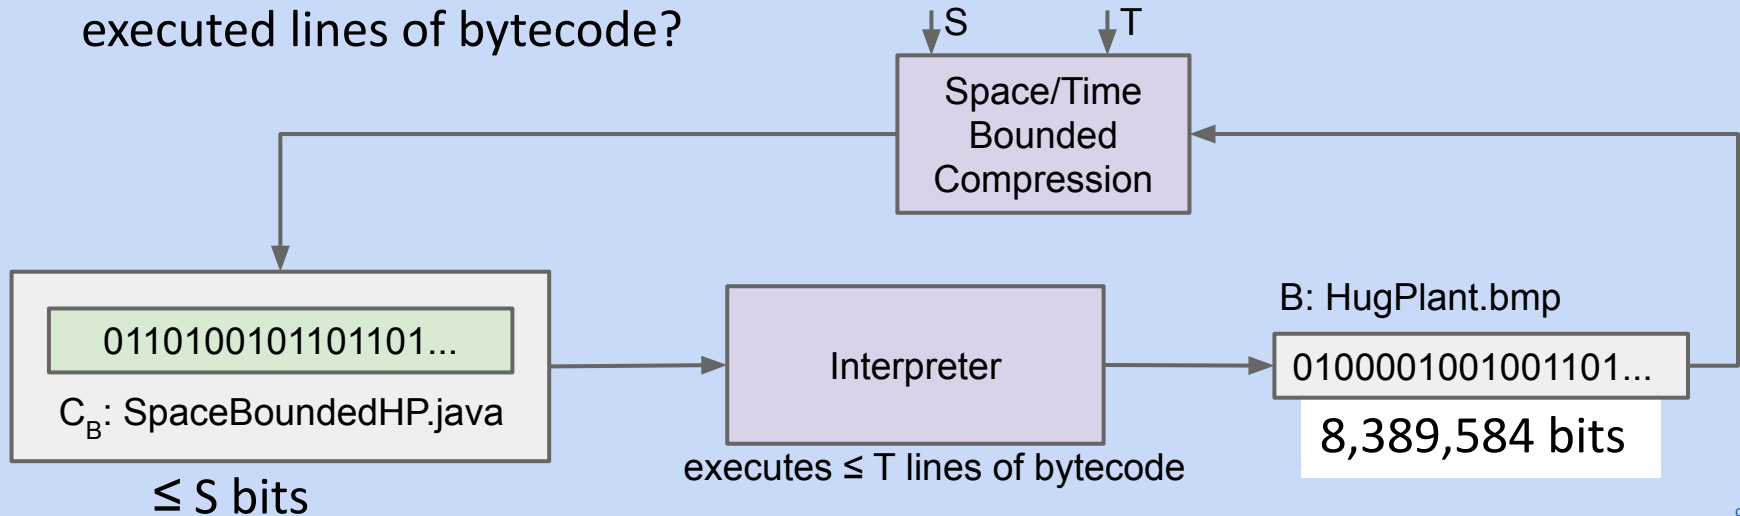 executed lines of bytecode?
S
T
Space/Time
Bounded
Compression
0110100101101101...
C_B: SpaceBoundedHP.java
≤ S bits
Interpreter
executes ≤ T lines of bytecode
B: HugPlant.bmp
0100001001001101...
8,389,584 bits